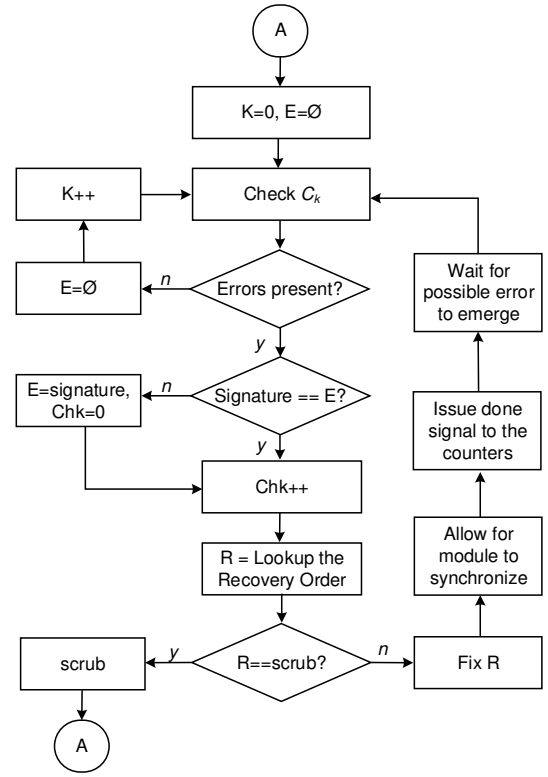 A
K=0, E=Ø
K++
Check Ck
E=Ø
n
Errors present?
Wait for
possible error
to emerge
y
E=signature,
Chk=0
n
Signature == E?
Issue done
signal to the
counters
y
Chk++
R = Lookup the
Recovery Order
Allow for
module to
synchronize
scrub
y
R==scrub?
n
Fix R
A